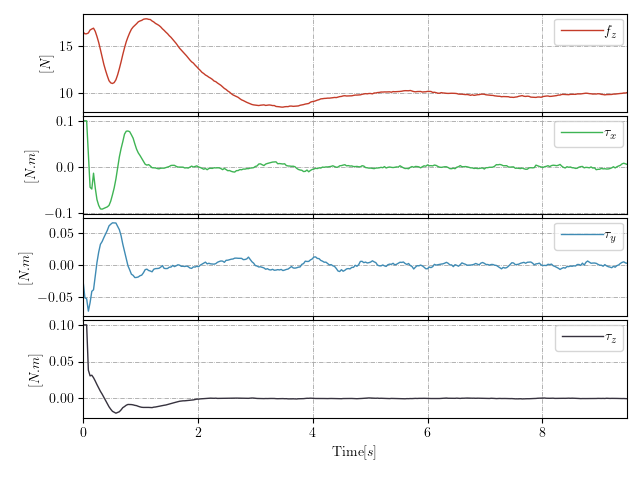 15
10
[N]
f_z
0.1
0.0
−0.1
[N.m]
τ_x
0.05
0.00
−0.05
[N.m]
τ_y
0.10
0.05
0.00
[N.m]
τ_z
0 2 4 6 8
Time[s]